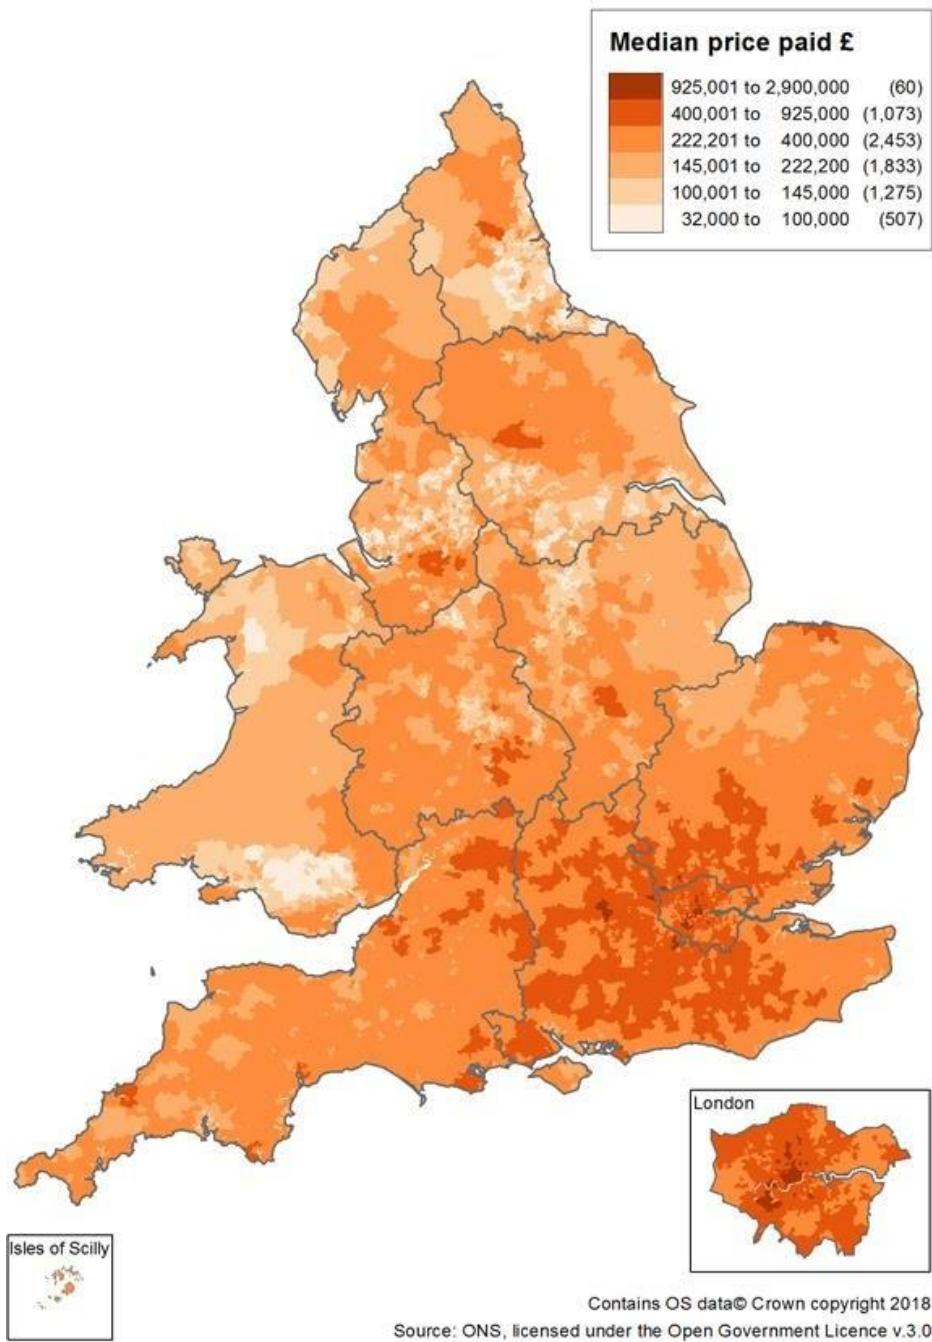 Median price paid £
925,001 to 2,900,000 (60)
400,001 to 925,000 (1,073)
222,201 to 400,000 (2,453)
145,001 to 222,200 (1,833)
100,001 to 145,000 (1,275)
32,000 to 100,000 (507)
London
Isles of Scilly
Contains OS data© Crown copyright 2018
Source: ONS, licensed under the Open Government Licence v.3.0